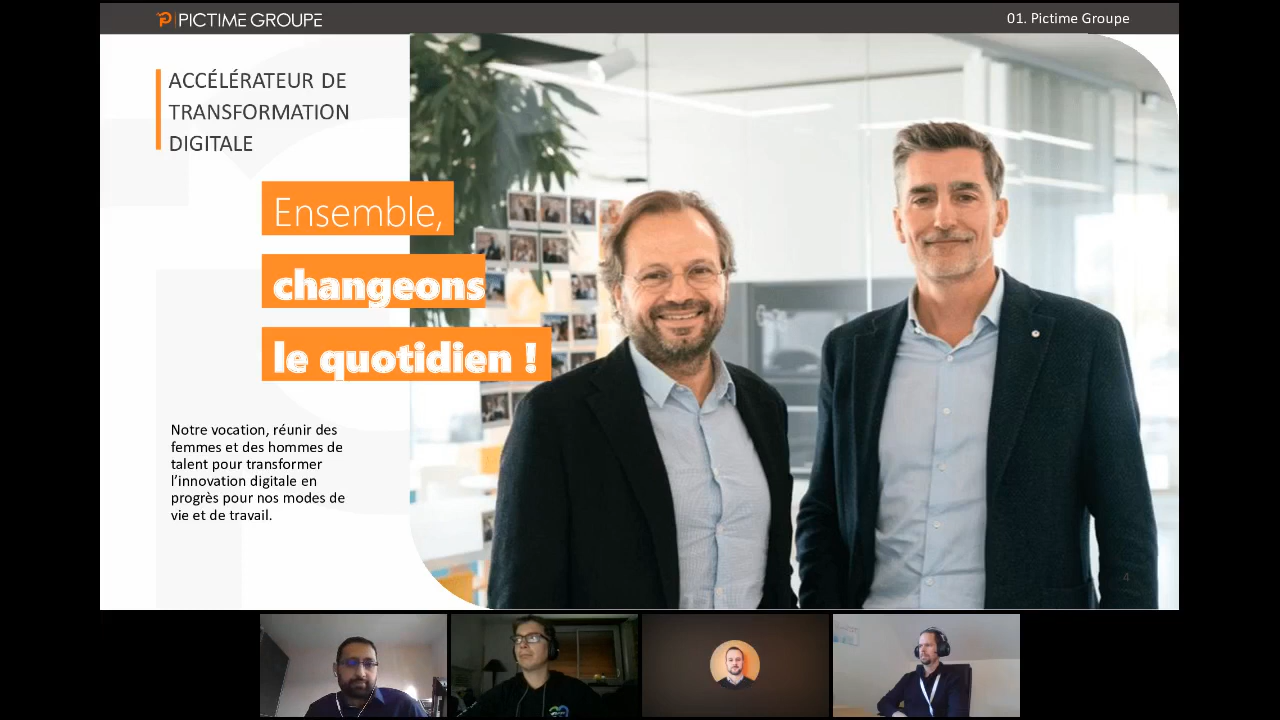 PICTIME GROUPE
01. Pictime Groupe
ACCÉLÉRATEUR DE
TRANSFORMATION
DIGITALE
Ensemble,
changeons
le quotidien !
Notre vocation, réunir des
femmes et des hommes de
talent pour transformer
l’innovation digitale en
progrès pour nos modes de
vie et de travail.
4